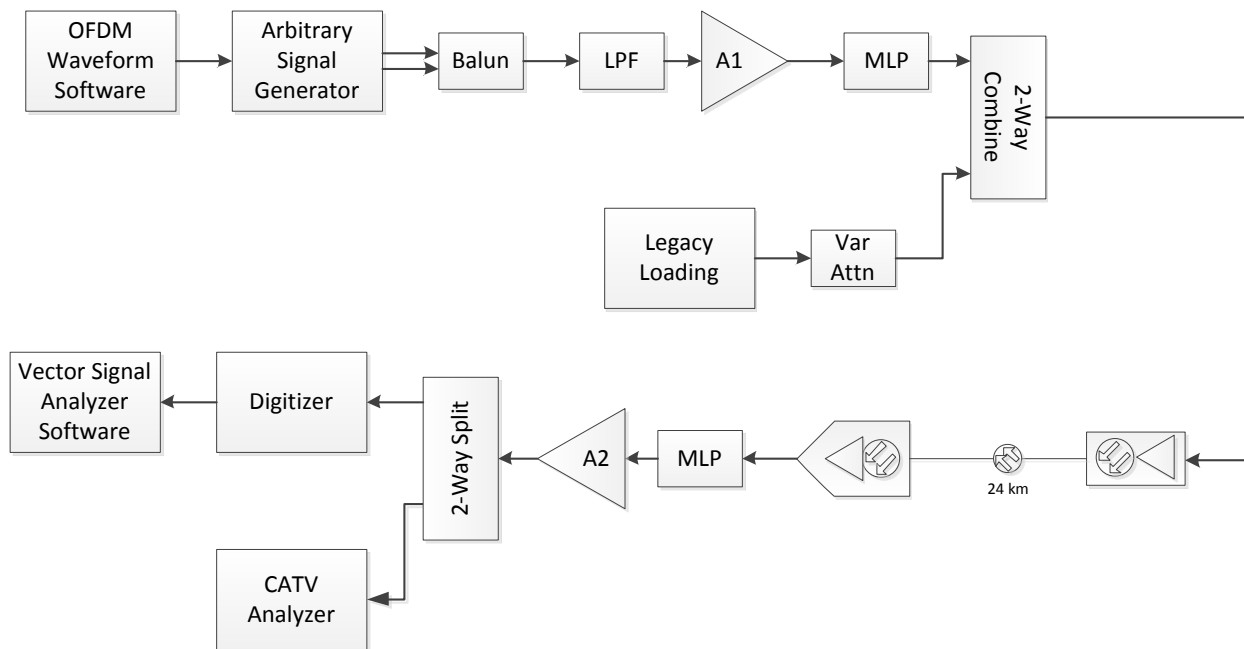 OFDM
Waveform
Software
Arbitrary
Signal
Generator
Balun
LPF
A1
MLP
2-Way
Combine
Legacy
Loading
Var
Attn
Vector Signal
Analyzer
Software
Digitizer
2-Way Split
A2
MLP
24 km
CATV
Analyzer